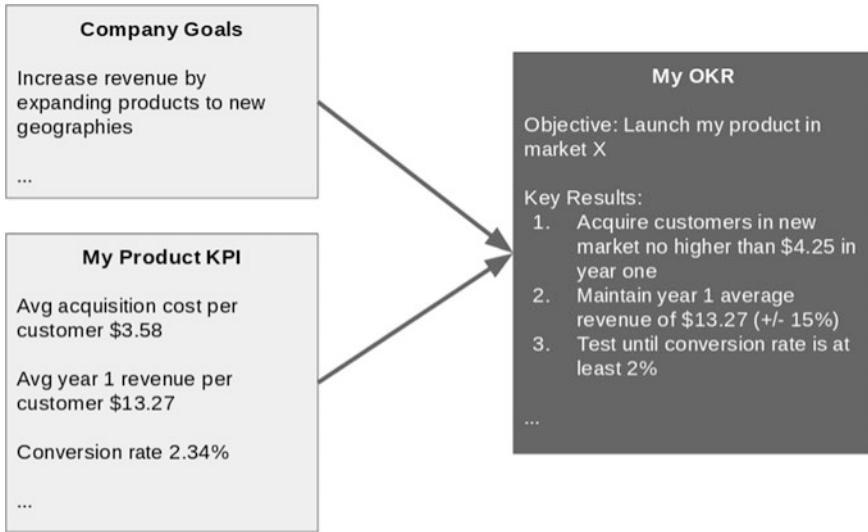 Company Goals
Increase revenue by
expanding products to new
geographies
...
My Product KPI
Avg acquisition cost per
customer $3.58
Avg year 1 revenue per
customer $13.27
Conversion rate 2.34%
...
My OKR
Objective: Launch my product in
market X
Key Results:
1. Acquire customers in new
market no higher than $4.25 in
year one
2. Maintain year 1 average
revenue of $13.27 (+/- 15%)
3. Test until conversion rate is at
least 2%
...